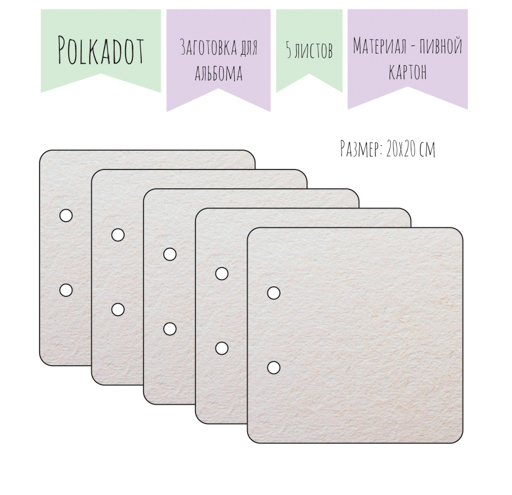 Polkadot
Заготовка для
альбома
5 листов
Материал - пивной
картон
Размер: 20х20 см